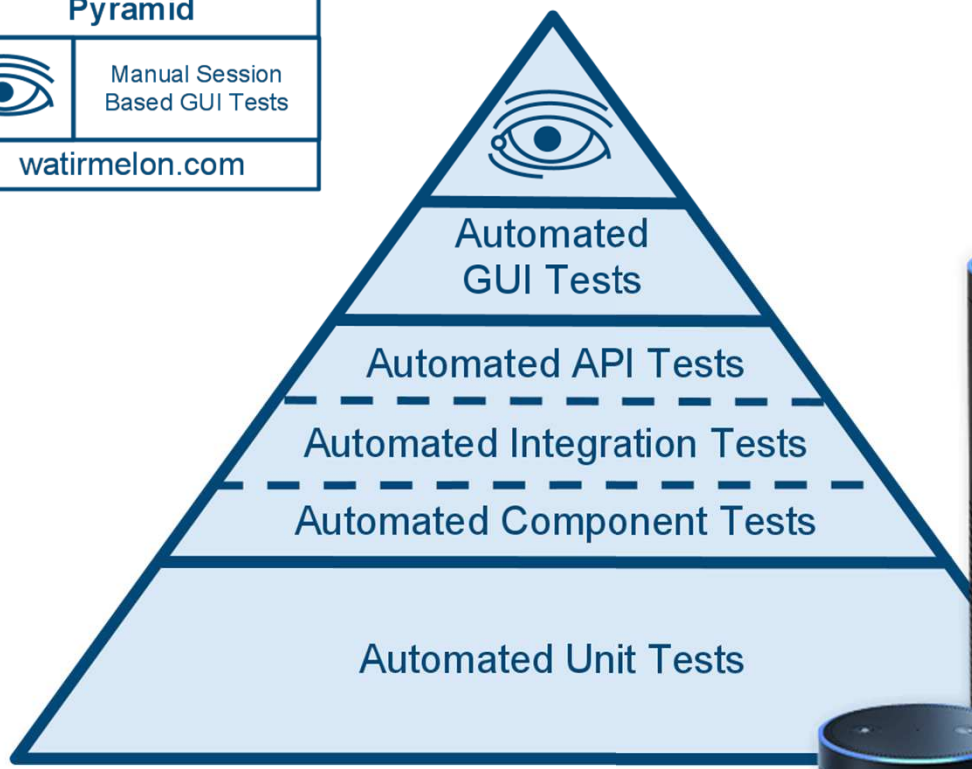 Pyramid
Manual Session
Based GUI Tests
watirmelon.com
Automated
GUI Tests
Automated API Tests
Automated Integration Tests
Automated Component Tests
Automated Unit Tests